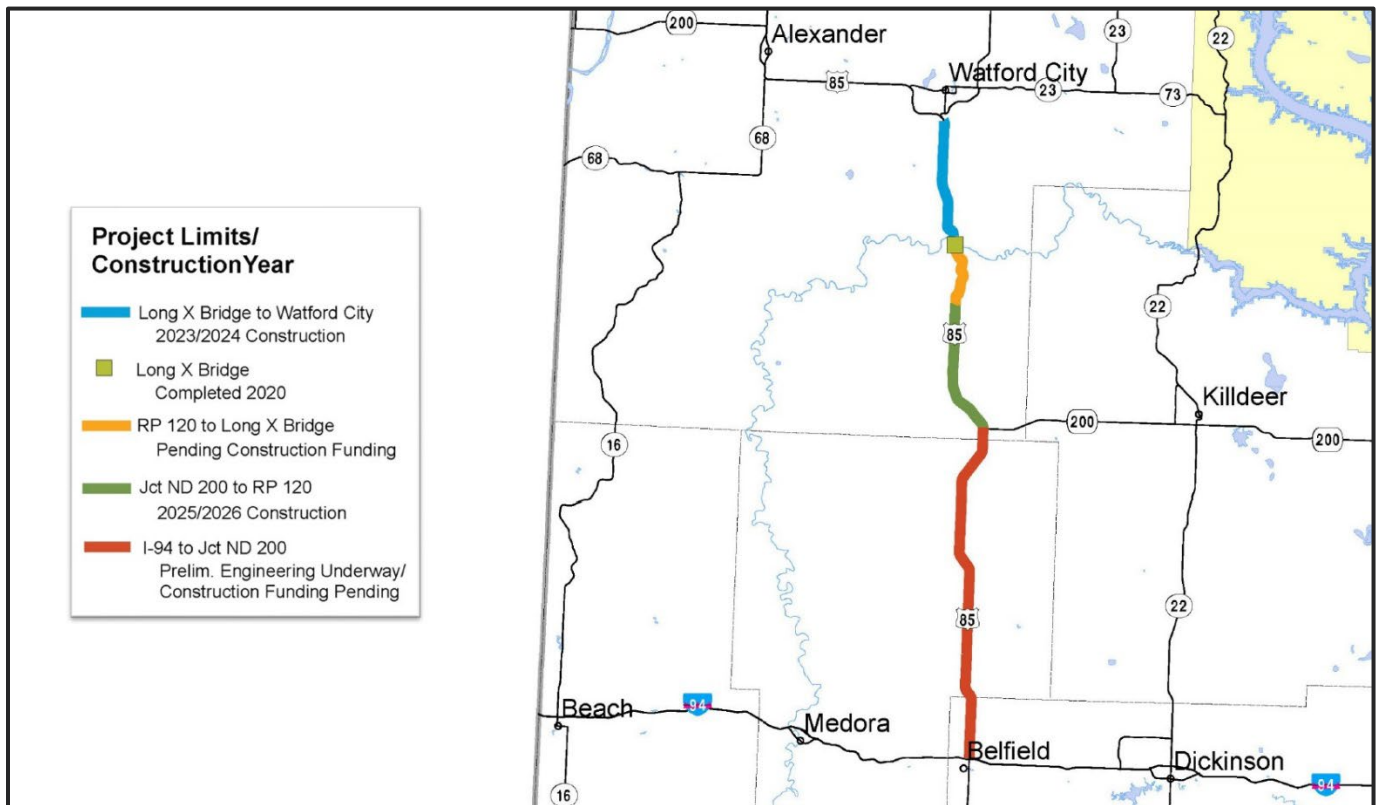 200
Alexander
23
22
85
Watford City
23
73
68
68
Project Limits/
ConstructionYear
Long X Bridge to Watford City
2023/2024 Construction
Long X Bridge
Completed 2020
RP 120 to Long X Bridge
Pending Construction Funding
Jct ND 200 to RP 120
2025/2026 Construction
I-94 to Jct ND 200
Prelim. Engineering Underway/
Construction Funding Pending
85
22
Killdeer
200
200
16
22
85
Beach
94
Medora
Belfield
Dickinson
94
16